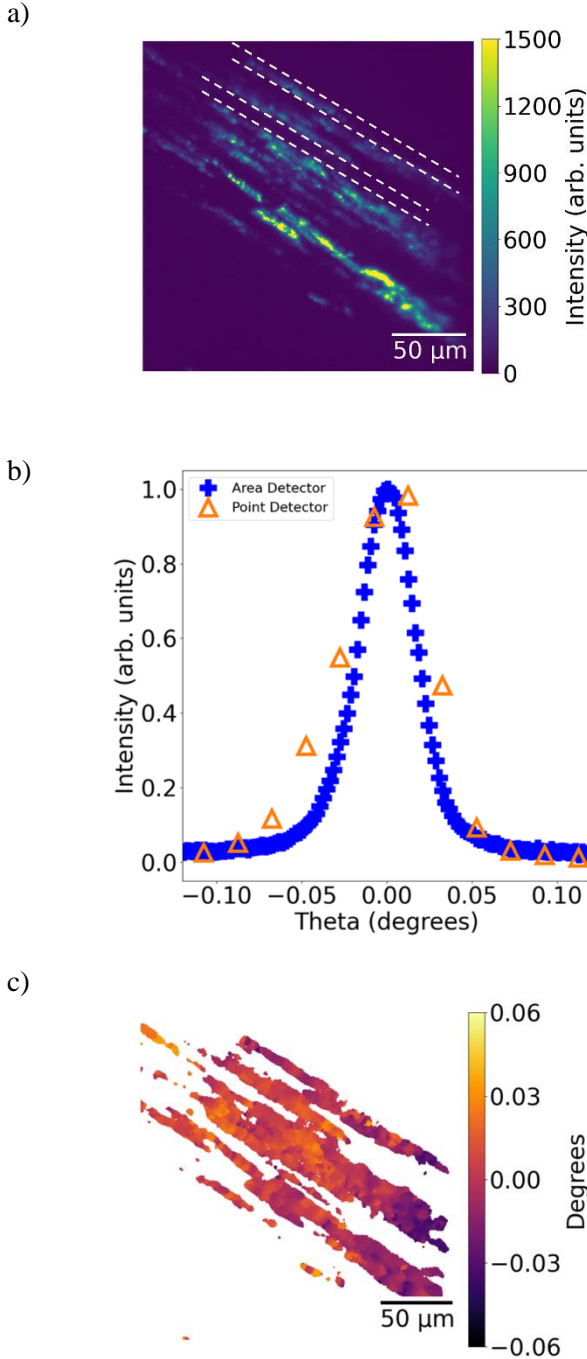 a)
1500
1200
900
600
300
0
Intensity (arb. units)
50 μm
b)
Area Detector
Point Detector
1.0
0.8
0.6
0.4
0.2
0.0
Intensity (arb. units)
−0.10
−0.05
0.00
0.05
0.10
Theta (degrees)
c)
0.06
0.03
0.00
−0.03
−0.06
Degrees
50 μm